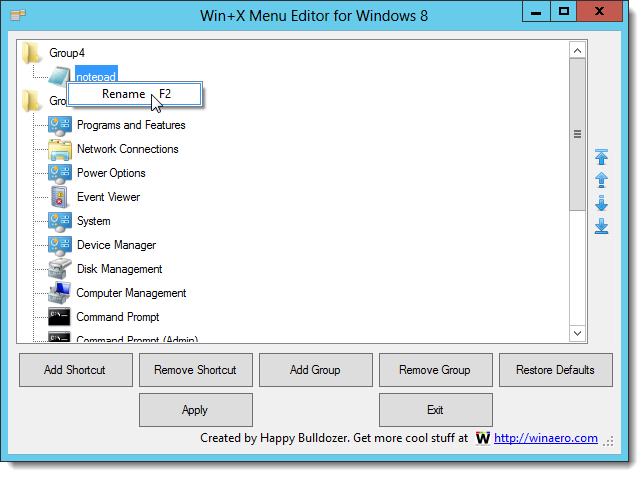 Win+X Menu Editor for Windows 8
Group4
notepad
Rename F2
Gro
Programs and Features
Network Connections
Power Options
Event Viewer
System
Device Manager
Disk Management
Computer Management
Command Prompt
Command Prompt (Admin)
Add Shortcut
Remove Shortcut
Add Group
Remove Group
Restore Defaults
Apply
Exit
Created by Happy Bulldozer. Get more cool stuff at W http://winaero.com